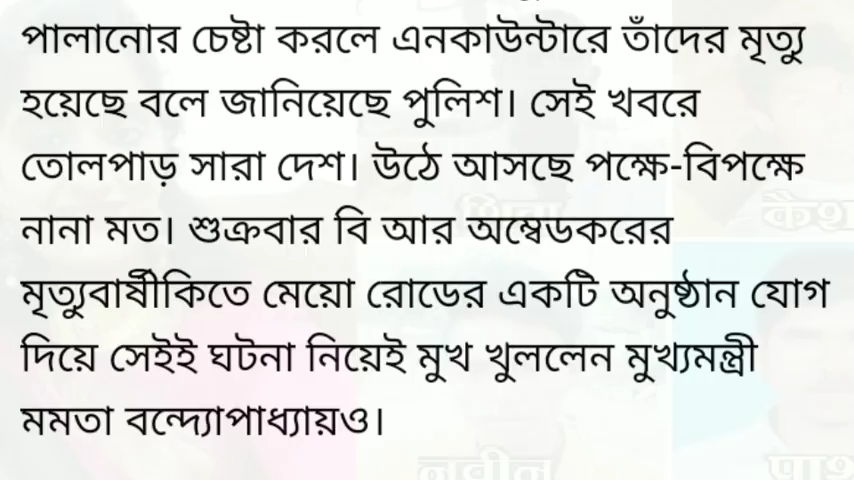 পালানোর চেষ্টা করলে এনকাউন্টারে তাঁদের মৃত্যু
হয়েছে বলে জানিয়েছে পুলিশ। সেই খবরে
তোলপাড় সারা দেশ। উঠে আসছে পক্ষে-বিপক্ষে
নানা মত। শুক্রবার বি আর অম্বেডকরের
মৃত্যুবার্ষীকিতে মেয়ো রোডের একটি অনুষ্ঠান যোগ
দিয়ে সেইই ঘটনা নিয়েই মুখ খুললেন মুখ্যমন্ত্রী
মমতা বন্দ্যোপাধ্যায়ও।
नवीन